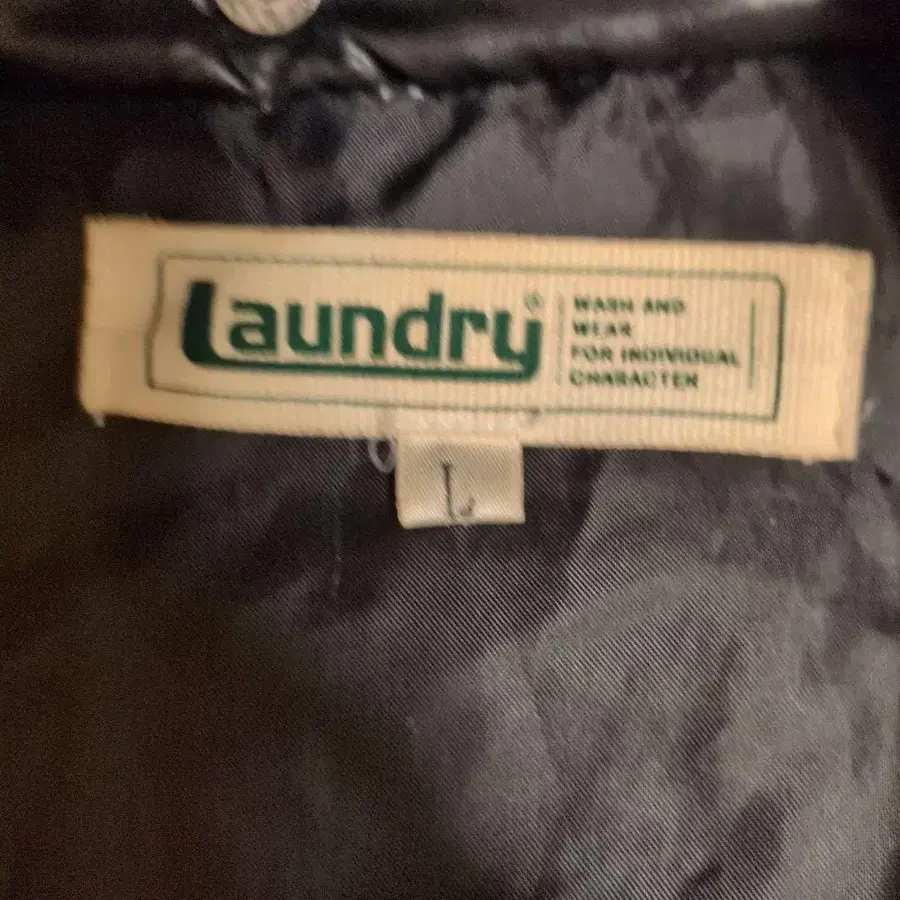 Laundry®
WASH AND
WEAR
FOR INDIVIDUAL
CHARACTER
L